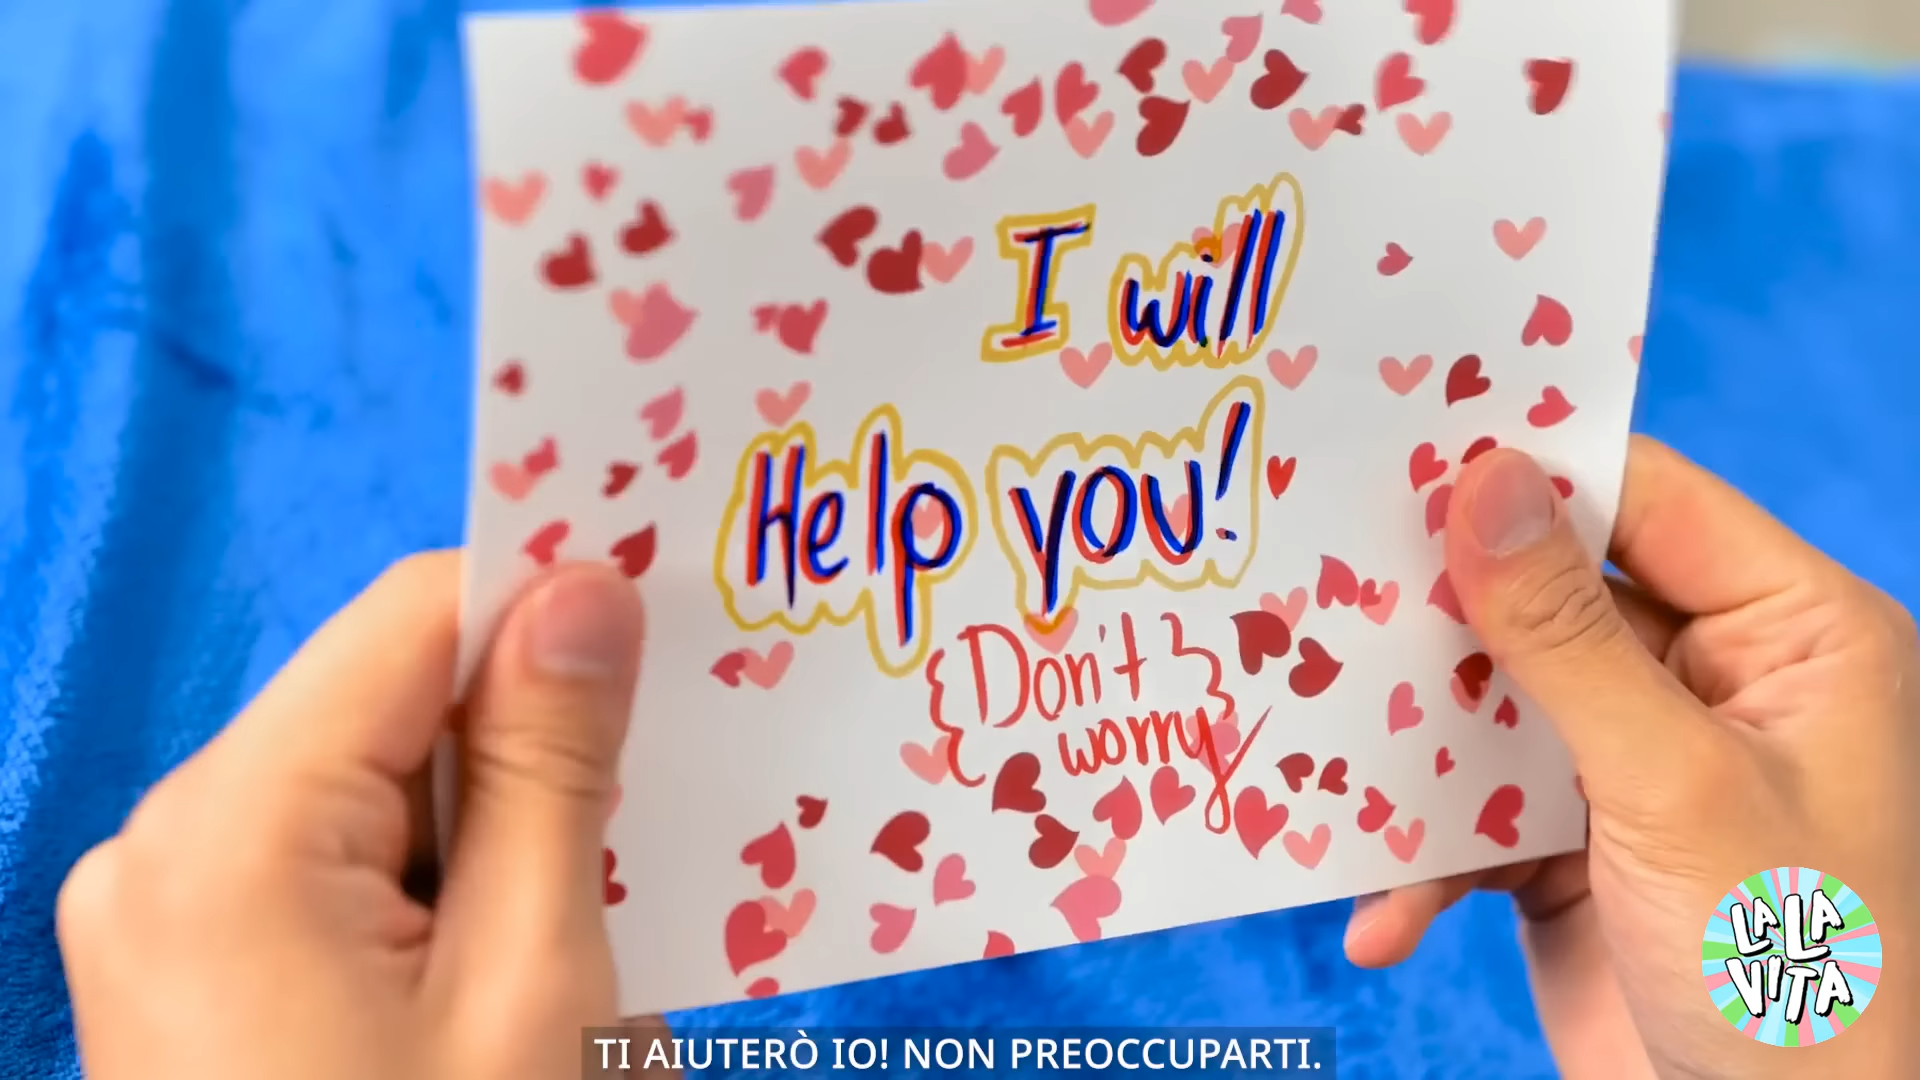 I will
Help you!
{Don't}
worry
LA LA
VITA
TI AIUTERÒ IO! NON PREOCCUPARTI.